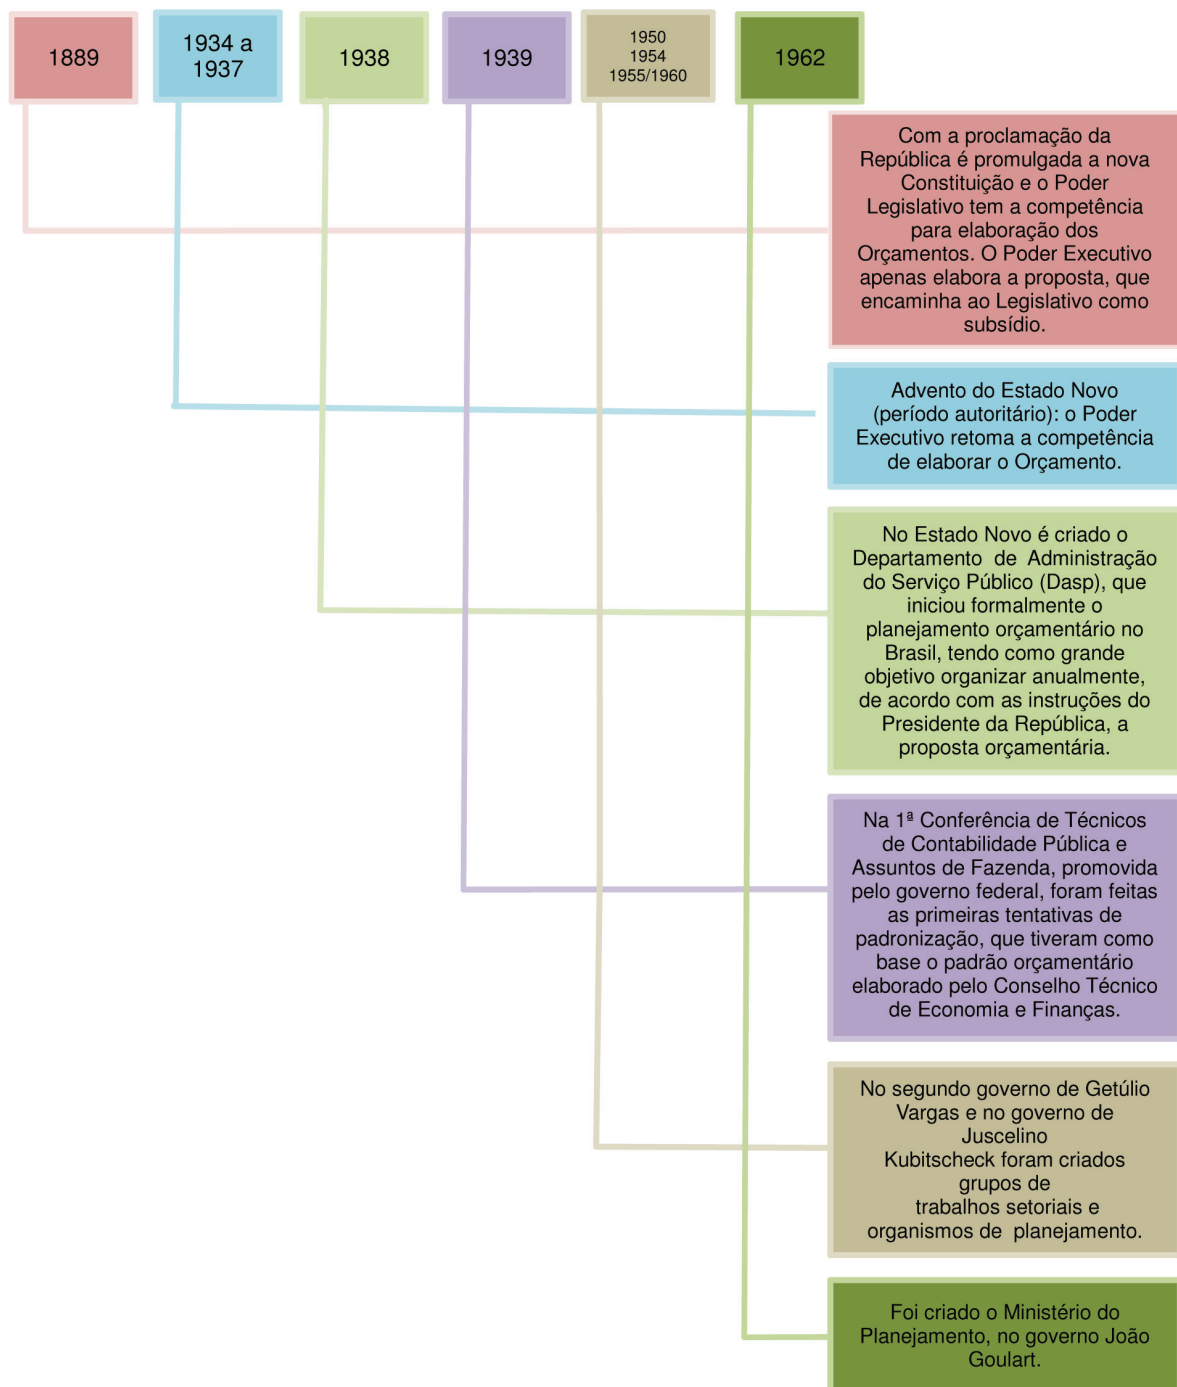 1889
1934 a
1937
1938
1939
1950
1954
1955/1960
1962
Com a proclamação da
República é promulgada a nova
Constituição e o Poder
Legislativo tem a competência
para elaboração dos
Orçamentos. O Poder Executivo
apenas elabora a proposta, que
encaminha ao Legislativo como
subsídio.
Advento do Estado Novo
(período autoritário): o Poder
Executivo retoma a competência
de elaborar o Orçamento.
No Estado Novo é criado o
Departamento de Administração
do Serviço Público (Dasp), que
iniciou formalmente o
planejamento orçamentário no
Brasil, tendo como grande
objetivo organizar anualmente,
de acordo com as instruções do
Presidente da República, a
proposta orçamentária.
Na 1ª Conferência de Técnicos
de Contabilidade Pública e
Assuntos de Fazenda, promovida
pelo governo federal, foram feitas
as primeiras tentativas de
padronização, que tiveram como
base o padrão orçamentário
elaborado pelo Conselho Técnico
de Economia e Finanças.
No segundo governo de Getúlio
Vargas e no governo de
Juscelino
Kubitscheck foram criados
grupos de
trabalhos setoriais e
organismos de planejamento.
Foi criado o Ministério do
Planejamento, no governo João
Goulart.